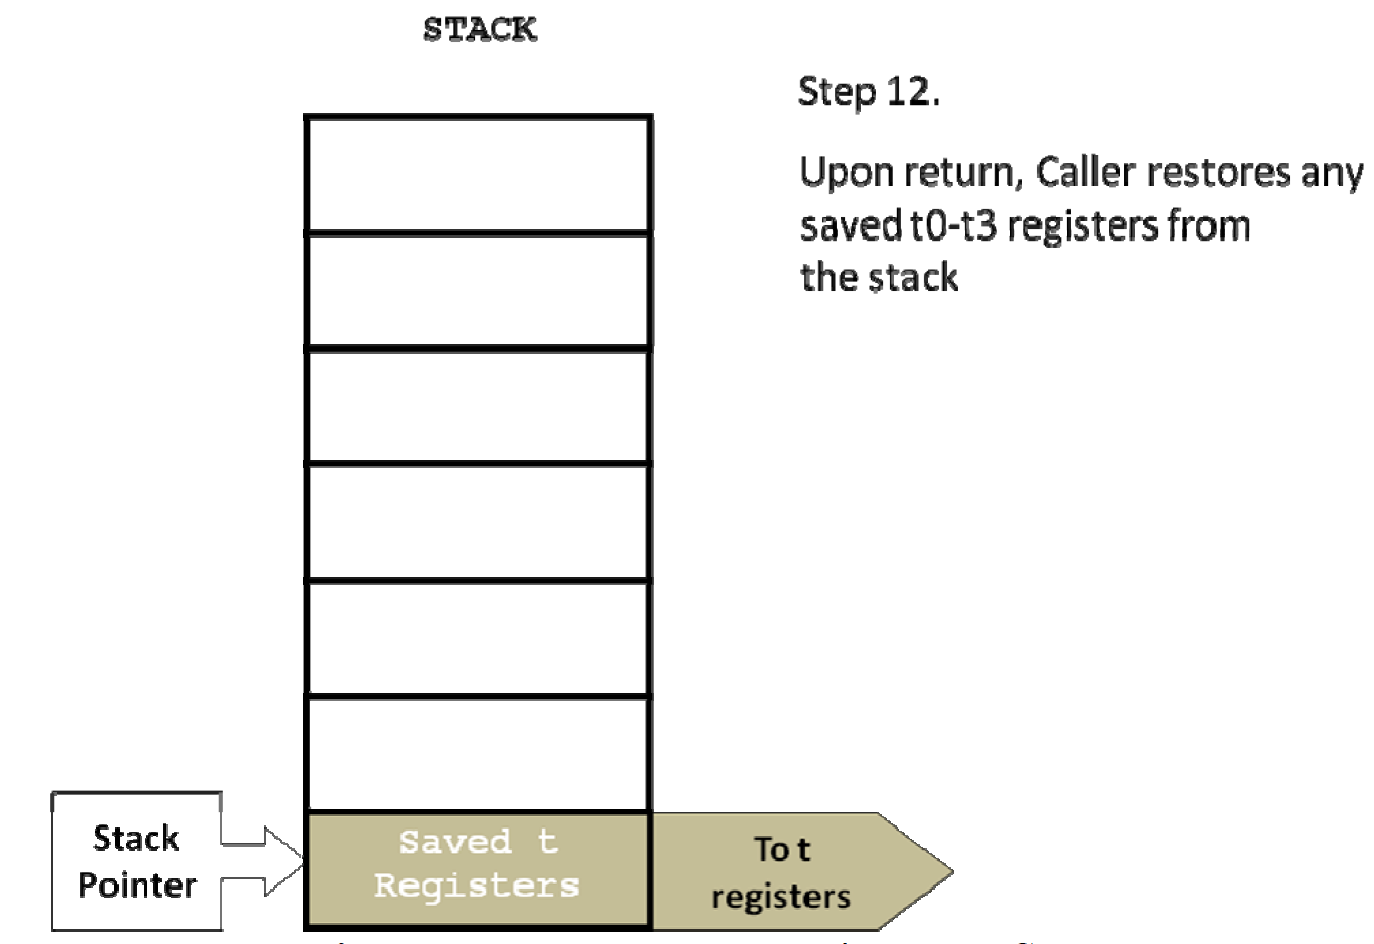 STACK
Step 12.
Upon return, Caller restores any
saved t0-t3 registers from
the stack
Stack
Pointer
Saved t
Registers
To t
registers